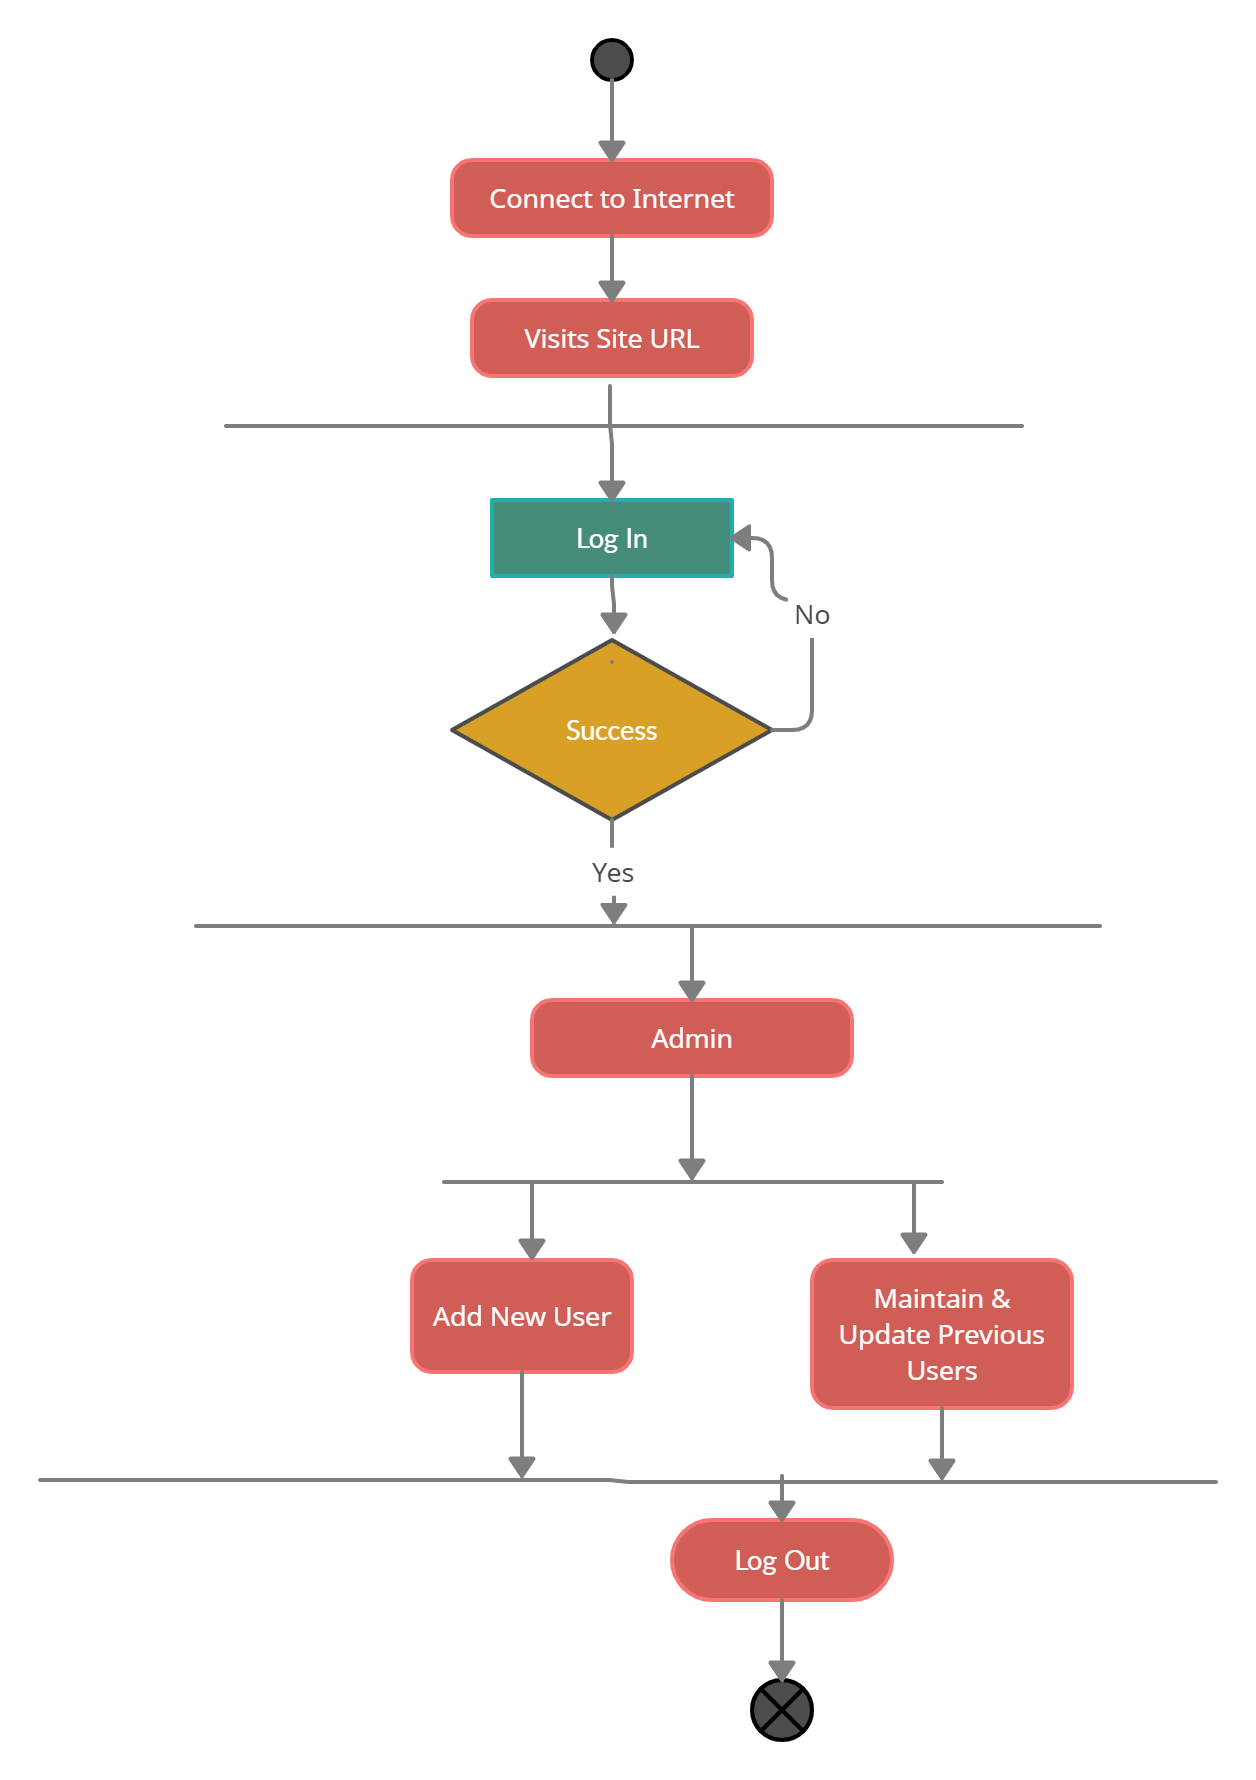 Connect to Internet
Visits Site URL
Log In
No
Success
Yes
Admin
Add New User
Maintain &
Update Previous
Users
Log Out